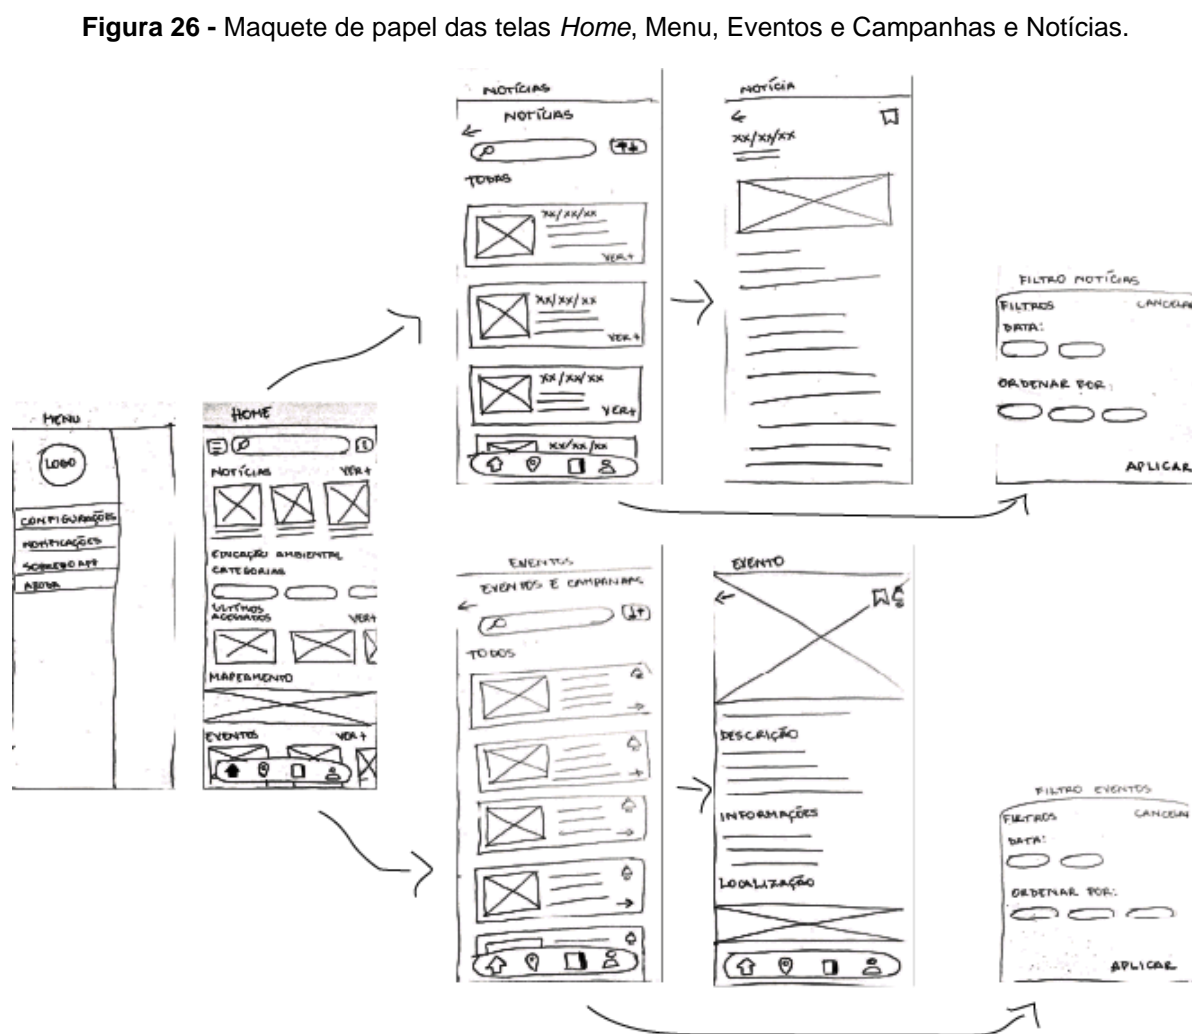 Figura 26 - Maquete de papel das telas Home, Menu, Eventos e Campanhas e Notícias.
MENU
LOGO
CONFIGURAÇÕES
NOTIFICAÇÕES
SOBRE O APP
AJUDA
HOME
NOTÍCIAS VER+
EDUCAÇÃO AMBIENTAL
CATEGORIAS
ÚLTIMOS
ACESSADOS VER+
MAPEAMENTO
EVENTOS VER+
NOTÍCIAS
NOTÍCIAS
TODAS
xx/xx/xx
VER+
xx/xx/xx
VER+
xx/xx/xx
VER+
xx/xx/xx
NOTÍCIA
xx/xx/xx
FILTRO NOTÍCIAS
FILTROS CANCELAR
DATA:
ORDENAR POR:
APLICAR
EVENTOS
EVENTOS E CAMPANHAS
TODOS
EVENTO
DESCRIÇÃO
INFORMAÇÕES
LOCALIZAÇÃO
FILTRO EVENTOS
FILTROS CANCELAR
DATA:
ORDENAR POR:
APLICAR